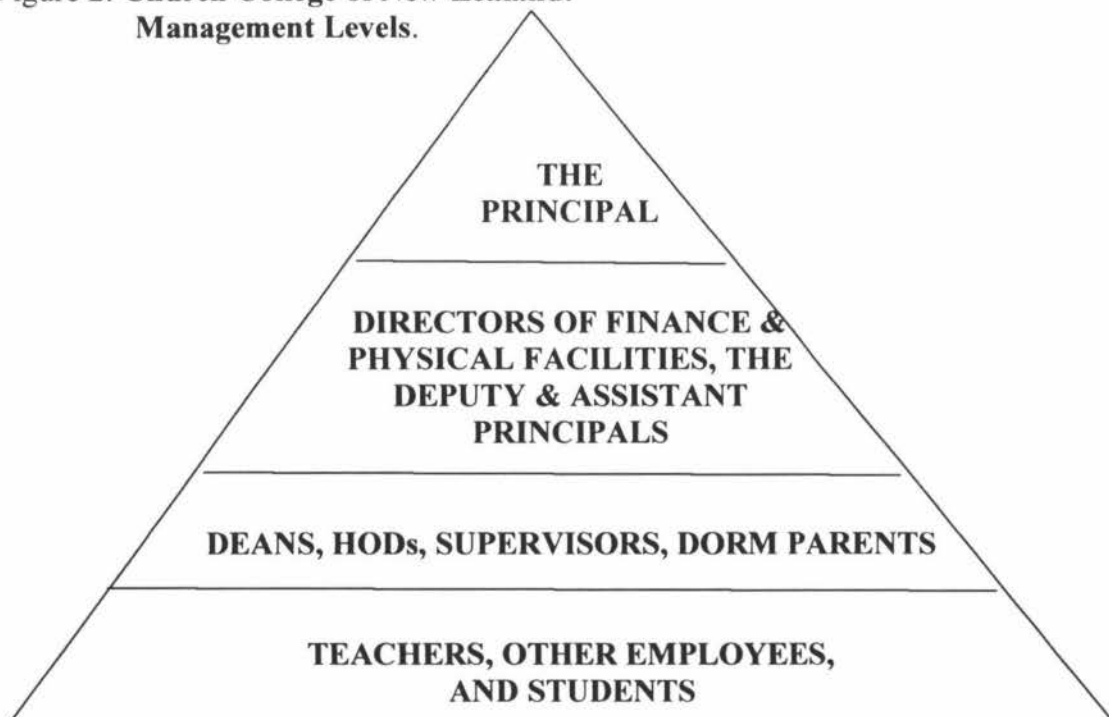 Management Levels.
THE
PRINCIPAL
DIRECTORS OF FINANCE &
PHYSICAL FACILITIES, THE
DEPUTY & ASSISTANT
PRINCIPALS
DEANS, HODs, SUPERVISORS, DORM PARENTS
TEACHERS, OTHER EMPLOYEES,
AND STUDENTS